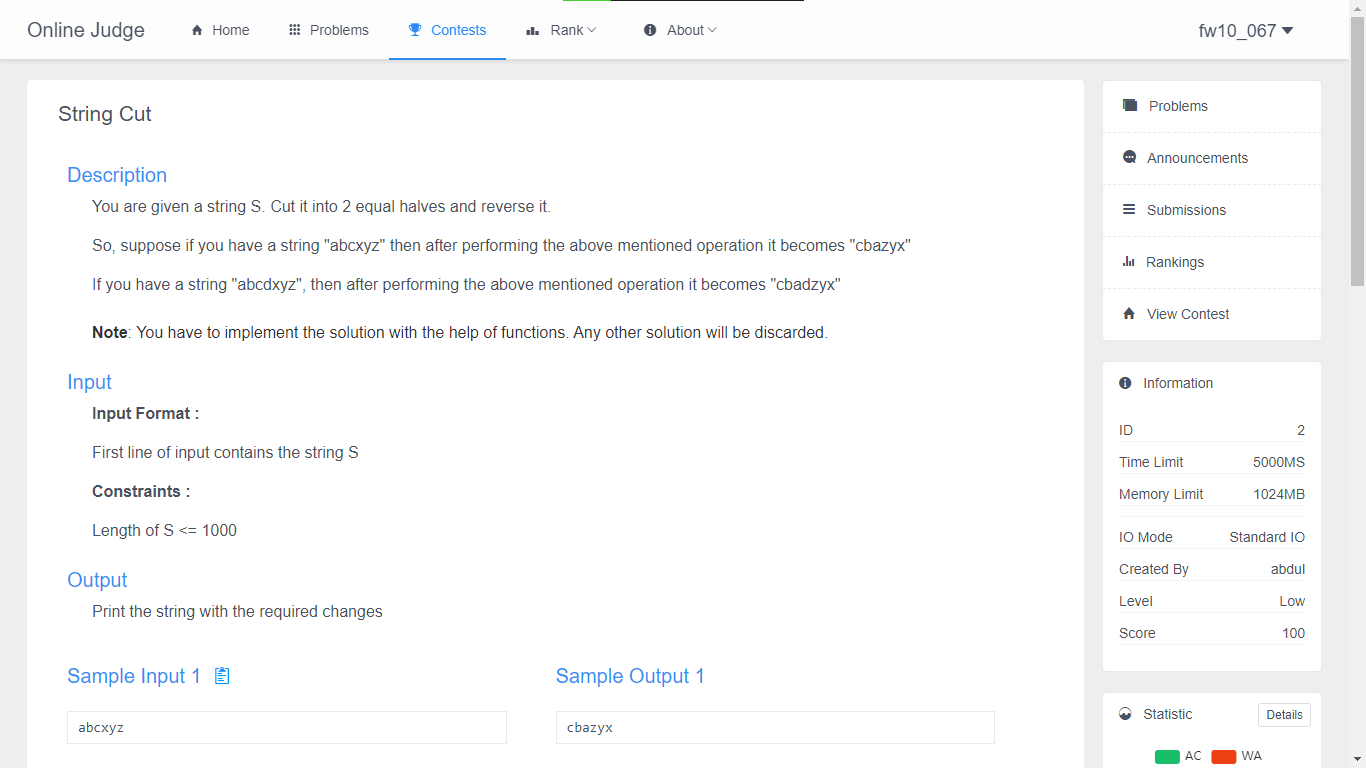 Online Judge Home Problems Contests Rank About fw10_067
String Cut
Description
You are given a string S. Cut it into 2 equal halves and reverse it.
So, suppose if you have a string "abcxyz" then after performing the above mentioned operation it becomes "cbazyx"
If you have a string "abcdxyz", then after performing the above mentioned operation it becomes "cbadzyx"
Note: You have to implement the solution with the help of functions. Any other solution will be discarded.
Input
Input Format :
First line of input contains the string S
Constraints :
Length of S <= 1000
Output
Print the string with the required changes
Sample Input 1
abcxyz
Sample Output 1
cbazyx
Problems
Announcements
Submissions
Rankings
View Contest
Information
ID 2
Time Limit 5000MS
Memory Limit 1024MB
IO Mode Standard IO
Created By abdul
Level Low
Score 100
Statistic Details
AC WA